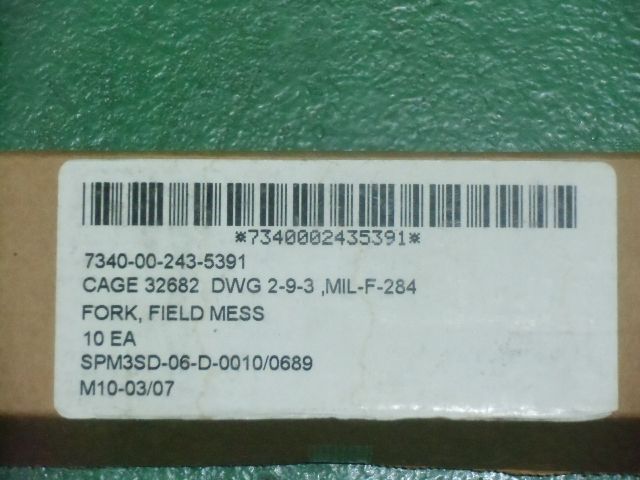 *7340002435391*
7340-00-243-5391
CAGE 32682 DWG 2-9-3 ,MIL-F-284
FORK, FIELD MESS
10 EA
SPM3SD-06-D-0010/0689
M10-03/07